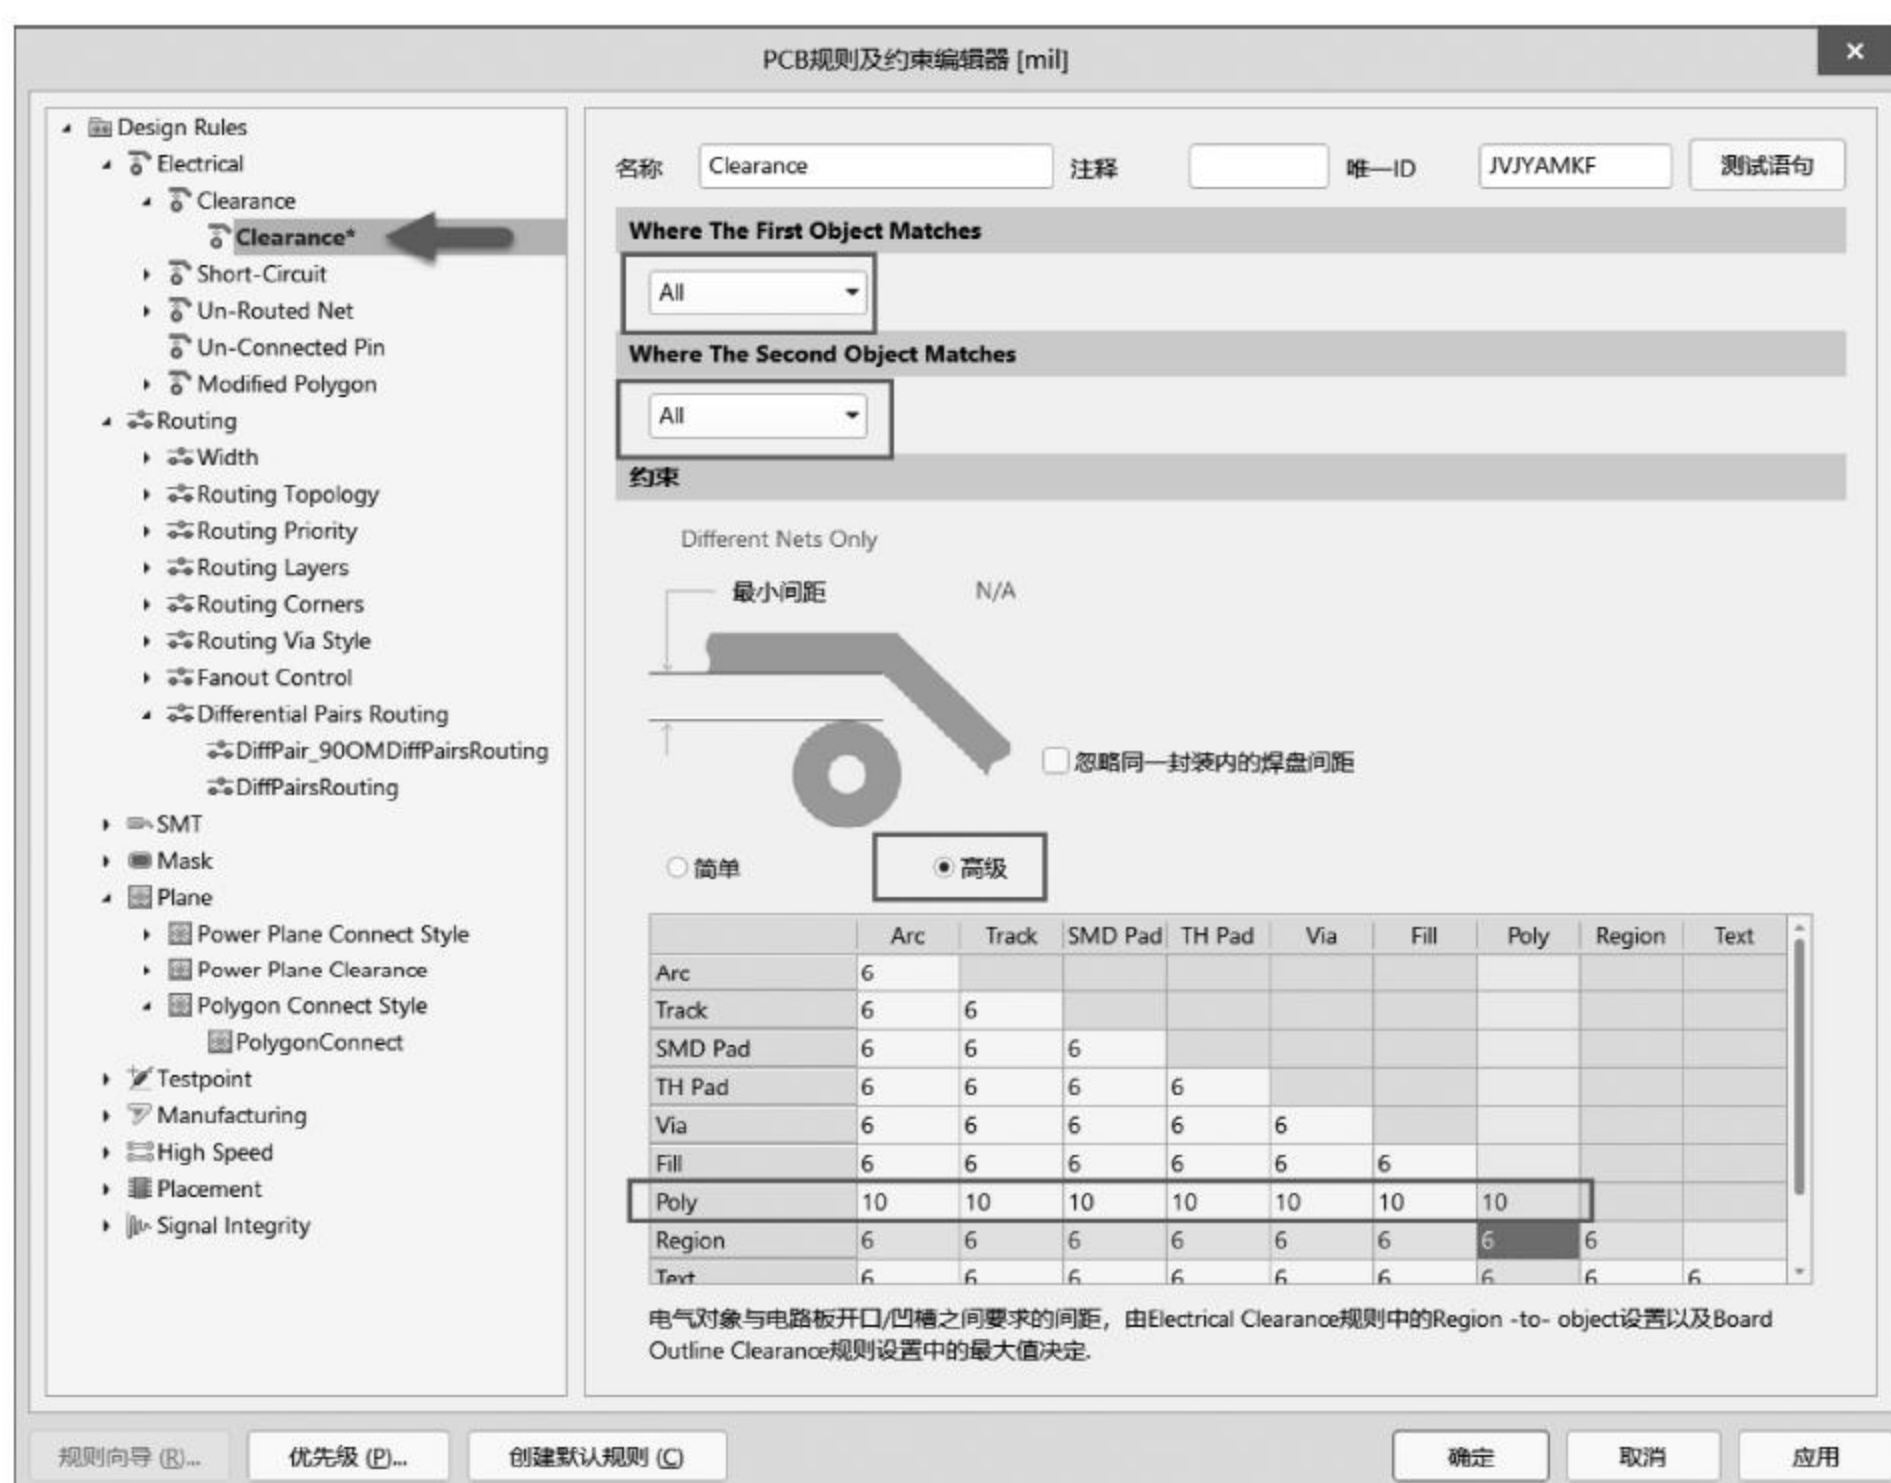 PCB规则及约束编辑器 [mil]
Design Rules
Electrical
Clearance
Clearance*
Short-Circuit
Un-Routed Net
Un-Connected Pin
Modified Polygon
Routing
Width
Routing Topology
Routing Priority
Routing Layers
Routing Corners
Routing Via Style
Fanout Control
Differential Pairs Routing
DiffPair_90OMDiffPairsRouting
DiffPairsRouting
SMT
Mask
Plane
Power Plane Connect Style
Power Plane Clearance
Polygon Connect Style
PolygonConnect
Testpoint
Manufacturing
High Speed
Placement
Signal Integrity
名称 Clearance 注释 唯一ID JVJYAMKF 测试语句
Where The First Object Matches
All
Where The Second Object Matches
All
约束
Different Nets Only
最小间距 N/A
忽略同一封装内的焊盘间距
简单 高级
Arc Track SMD Pad TH Pad Via Fill Poly Region Text
Arc 6
Track 6 6
SMD Pad 6 6 6
TH Pad 6 6 6 6
Via 6 6 6 6 6
Fill 6 6 6 6 6 6
Poly 10 10 10 10 10 10 10
Region 6 6 6 6 6 6 6 6
Text 6 6 6 6 6 6 6 6 6
电气对象与电路板开口/凹槽之间要求的间距，由Electrical Clearance规则中的Region -to- object设置以及Board
Outline Clearance规则设置中的最大值决定.
规则向导 (R)... 优先级 (P)... 创建默认规则 (C) 确定 取消 应用